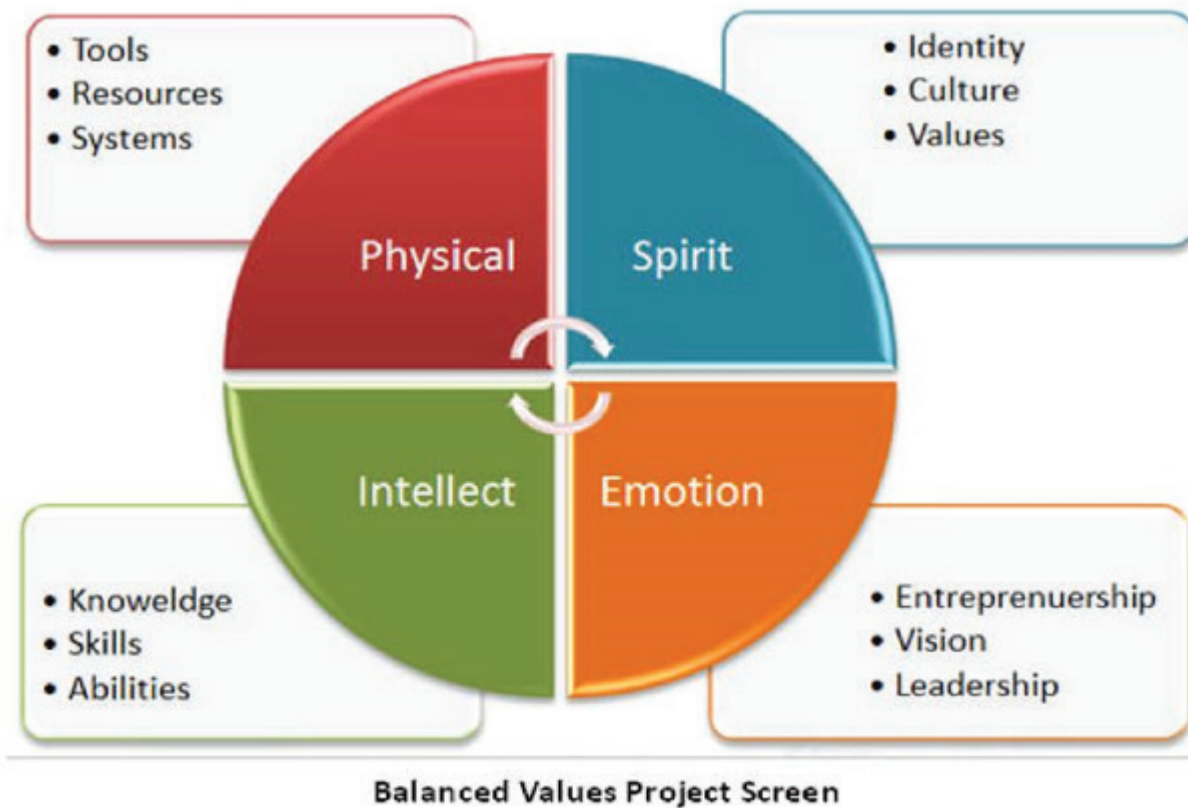 • Tools
• Resources
• Systems
• Identity
• Culture
• Values
Physical
Spirit
Intellect
Emotion
• Knoweldge
• Skills
• Abilities
• Entreprenuership
• Vision
• Leadership
Balanced Values Project Screen